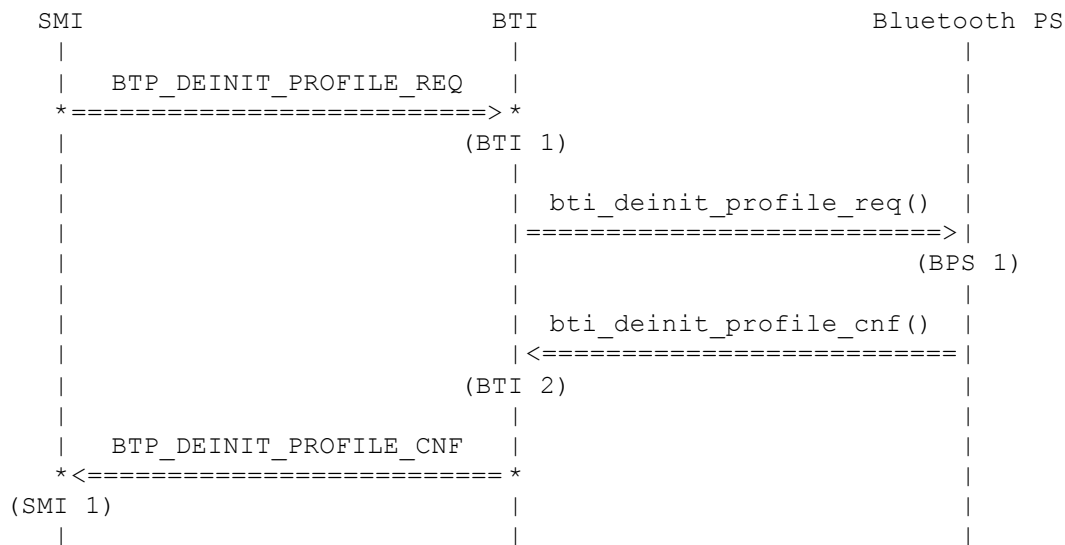 SMI BTI Bluetooth PS
BTP_DEINIT_PROFILE_REQ
(BTI 1)
bti_deinit_profile_req()
(BPS 1)
bti_deinit_profile_cnf()
(BTI 2)
BTP_DEINIT_PROFILE_CNF
(SMI 1)